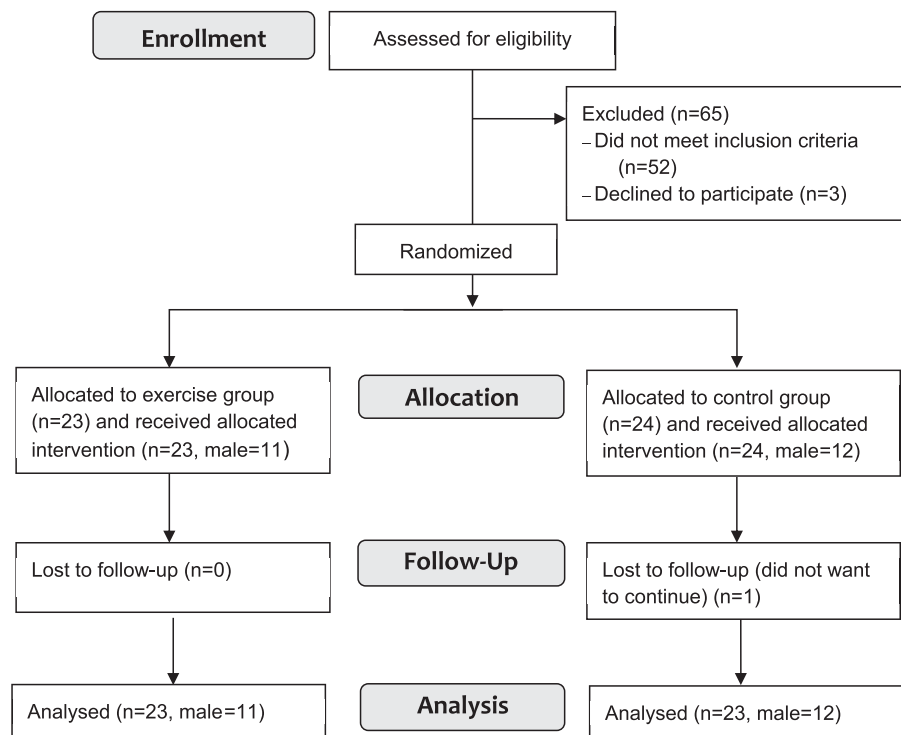 Enrollment
Assessed for eligibility
Excluded (n=65)
–Did not meet inclusion criteria
(n=52)
–Declined to participate (n=3)
Randomized
Allocated to exercise group
(n=23) and received allocated
intervention (n=23, male=11)
Allocation
Allocated to control group
(n=24) and received allocated
intervention (n=24, male=12)
Lost to follow-up (n=0)
Follow-Up
Lost to follow-up (did not want
to continue) (n=1)
Analysed (n=23, male=11)
Analysis
Analysed (n=23, male=12)